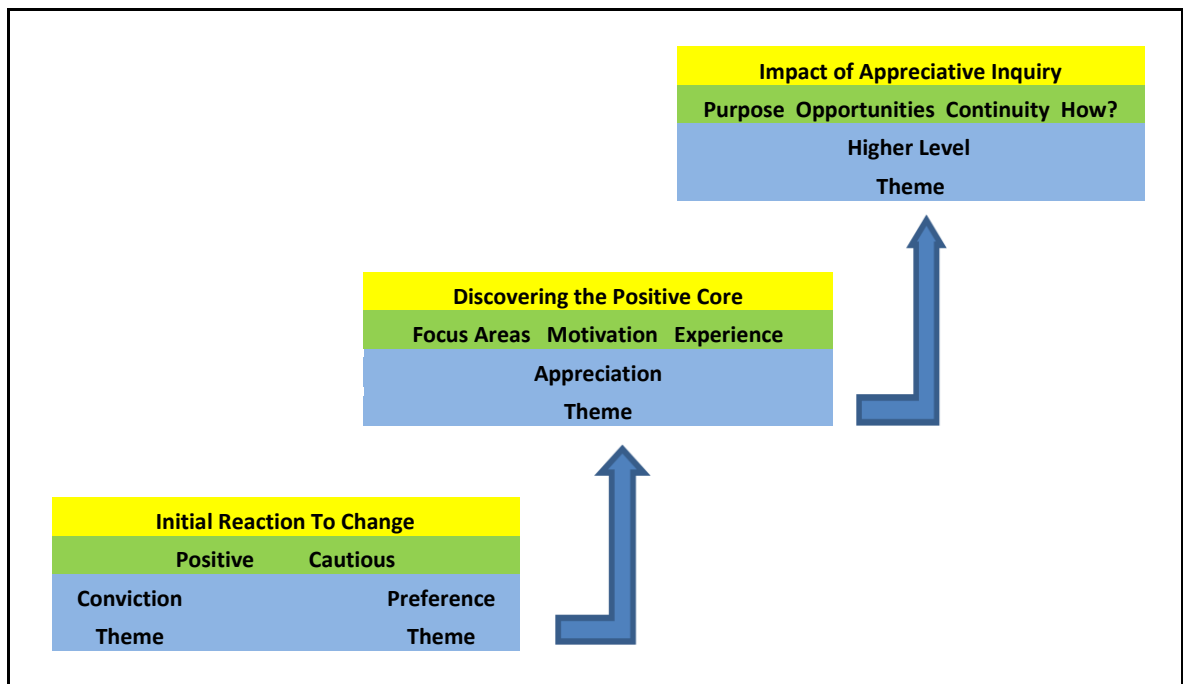 Impact of Appreciative Inquiry
Purpose Opportunities Continuity How?
Higher Level
Theme
Discovering the Positive Core
Focus Areas Motivation Experience
Appreciation
Theme
Initial Reaction To Change
Positive Cautious
Conviction Preference
Theme Theme